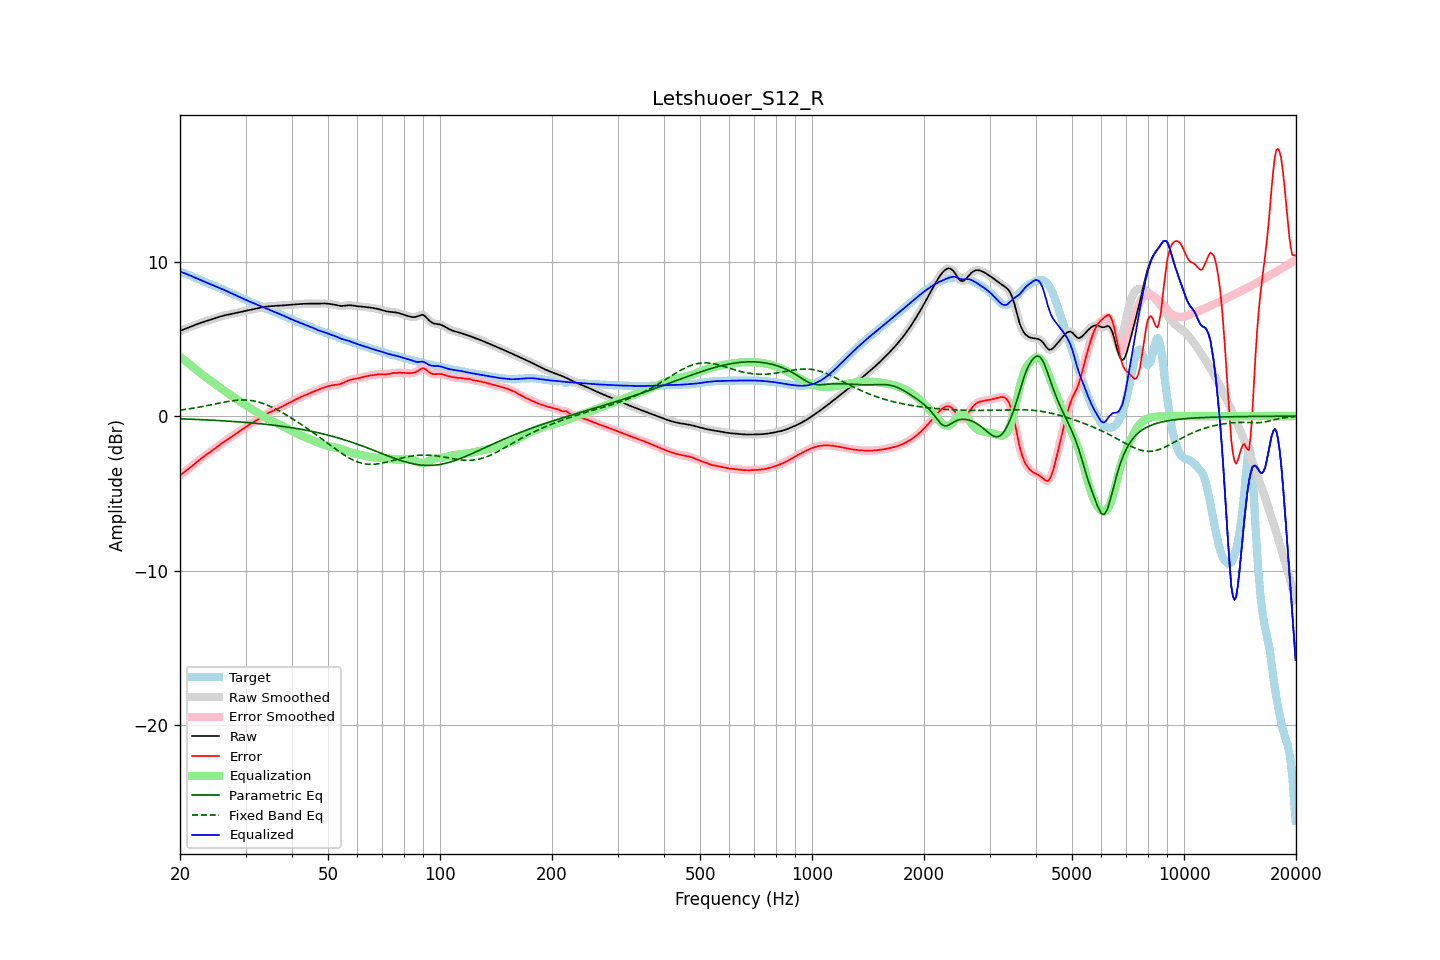 Letshuoer_S12_R
Amplitude (dBr)
10
0
−10
−20
Target
Raw Smoothed
Error Smoothed
Raw
Error
Equalization
Parametric Eq
Fixed Band Eq
Equalized
20 50 100 200 500 1000 2000 5000 10000 20000
Frequency (Hz)